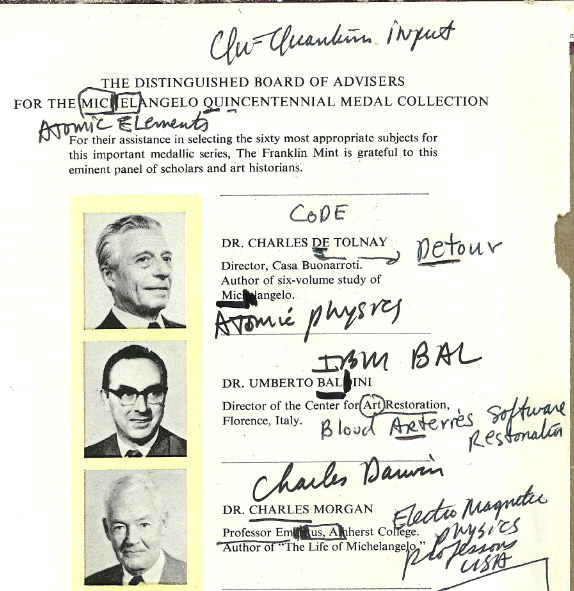 Qu-Quantum input
THE DISTINGUISHED BOARD OF ADVISERS
FOR THE MICHELANGELO QUINCENTENNIAL MEDAL COLLECTION
Atomic Elements
For their assistance in selecting the sixty most appropriate subjects for
this important medallic series, The Franklin Mint is grateful to this
eminent panel of scholars and art historians.
CODE
DR. CHARLES DE TOLNAY
Detour
Director, Casa Buonarroti.
Author of six-volume study of
Michelangelo.
Atomic physics
IBM BAL
DR. UMBERTO BALDINI
Director of the Center for Art Restoration,
Florence, Italy.
Blood Arterries Software
Restoration
Charles Darwin
DR. CHARLES MORGAN
Professor Emeritus, Amherst College.
Author of "The Life of Michelangelo."
Electro Magnetic
physics
professors
USA